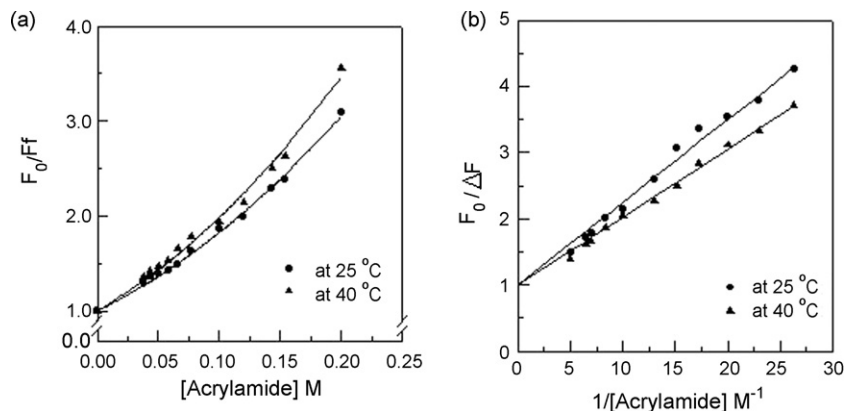 (a)
4.0
3.0
2.0
1.0
0.0
F₀/Ff
at 25 °C
at 40 °C
0.00 0.05 0.10 0.15 0.20 0.25
[Acrylamide] M
(b)
5
4
3
2
1
0
F₀/ΔF
at 25 °C
at 40 °C
0 5 10 15 20 25 30
1/[Acrylamide] M⁻¹